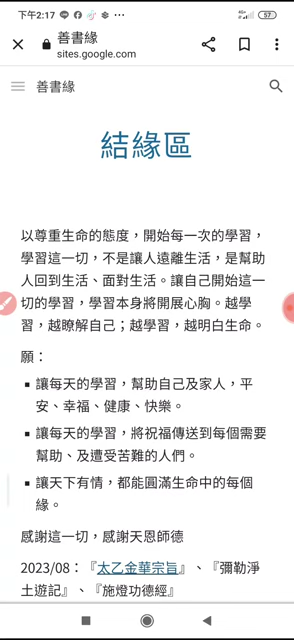 下午2:17
4G+
57
善書緣
sites.google.com
善書緣
結緣區
以尊重生命的態度，開始每一次的學習，
學習這一切，不是讓人遠離生活，是幫助
人回到生活、面對生活。讓自己開始這一
切的學習，學習本身將開展心胸。越學
習，越瞭解自己；越學習，越明白生命。
願：
▪ 讓每天的學習，幫助自己及家人，平
安、幸福、健康、快樂。
▪ 讓每天的學習，將祝福傳送到每個需要
幫助、及遭受苦難的人們。
▪ 讓天下有情，都能圓滿生命中的每個
緣。
感謝這一切，感謝天恩師德
2023/08：『太乙金華宗旨』、『彌勒淨
土遊記』、『施燈功德經』